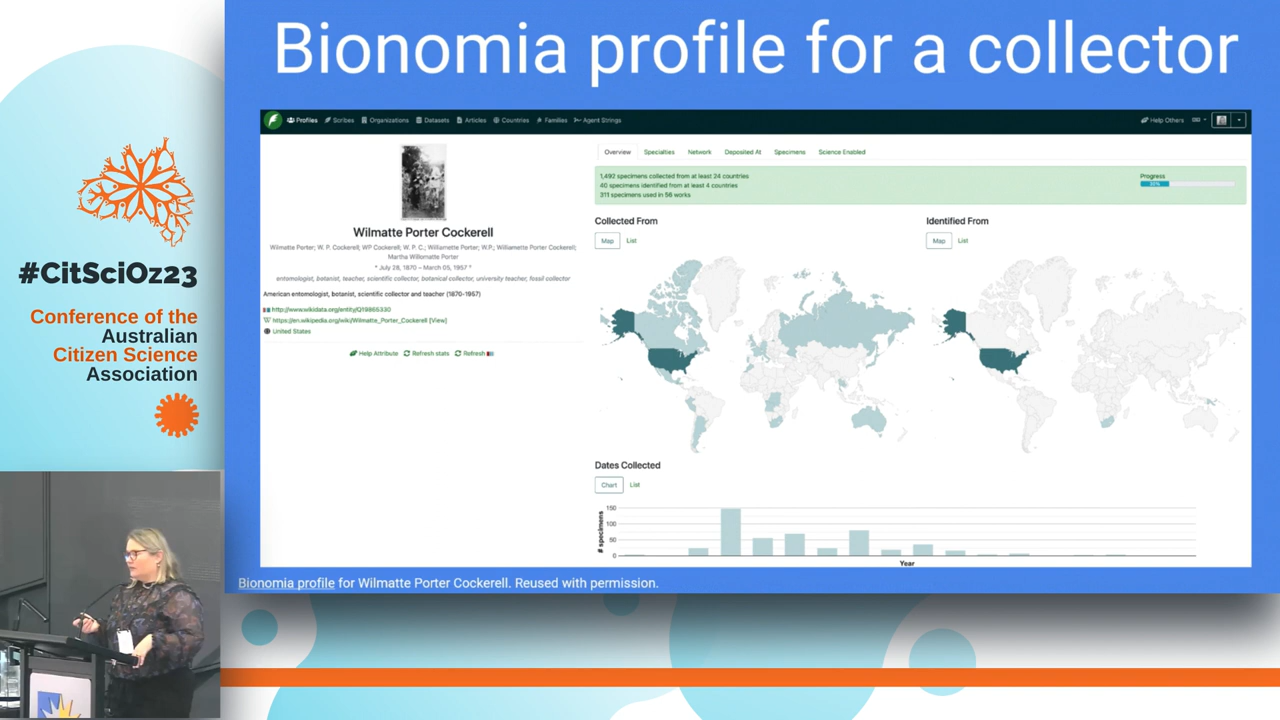 Bionomia profile for a collector
Profiles Scribes Organizations Datasets Articles Countries Families Agent Strings Help Others
Wilmatte Porter Cockerell
Wilmatte Porter; W. P. Cockerell; WP Cockerell; W. P. C.; Williamette Porter; W.P.; Williamette Porter Cockerell;
Martha Willomatte Porter
* July 28, 1870 – March 05, 1957 *
entomologist, botanist, teacher, scientific collector, botanical collector, university teacher, fossil collector
American entomologist, botanist, scientific collector and teacher (1870-1957)
http://www.wikidata.org/entity/Q19865330
https://en.wikipedia.org/wiki/Wilmatte_Porter_Cockerell [View]
United States
Help Attribute Refresh stats Refresh
Overview Specialties Network Deposited At Specimens Science Enabled
1,492 specimens collected from at least 24 countries
40 specimens identified from at least 4 countries
311 specimens used in 56 works
Progress
30%
Collected From
Map List
Identified From
Map List
Dates Collected
Chart List
# specimens
150
100
50
0
Year
Bionomia profile for Wilmatte Porter Cockerell. Reused with permission.
#CitSciOz23
Conference of the
Australian
Citizen Science
Association